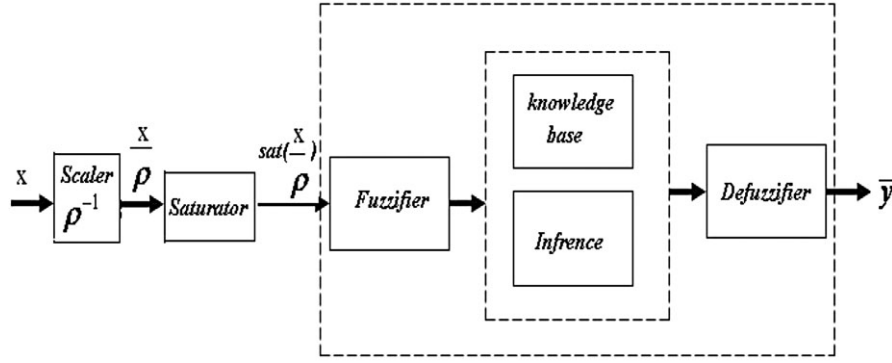 x
Scaler
ρ⁻¹
x
ρ
Saturator
sat(x/ρ)
Fuzzifier
knowledge
base
Infrence
Defuzzifier
ȳ